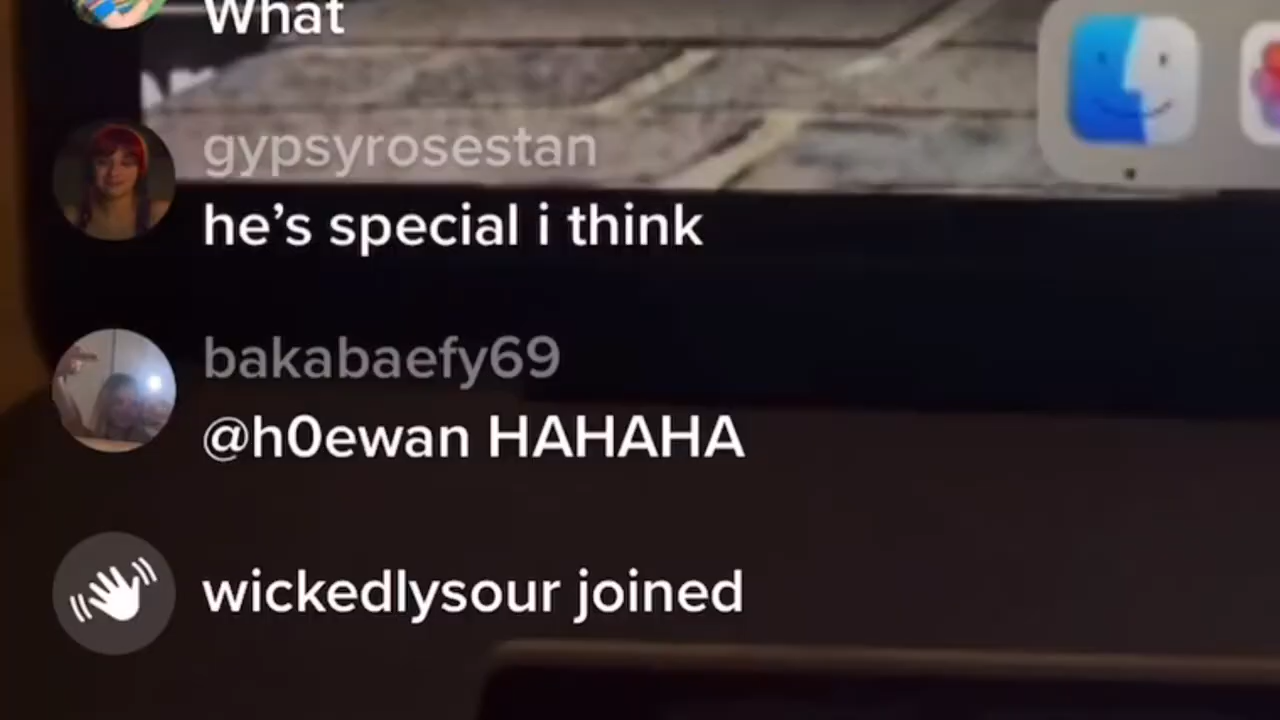 What
gypsyrosestan
he's special i think
bakabaefy69
@h0ewan HAHAHA
wickedlysour joined